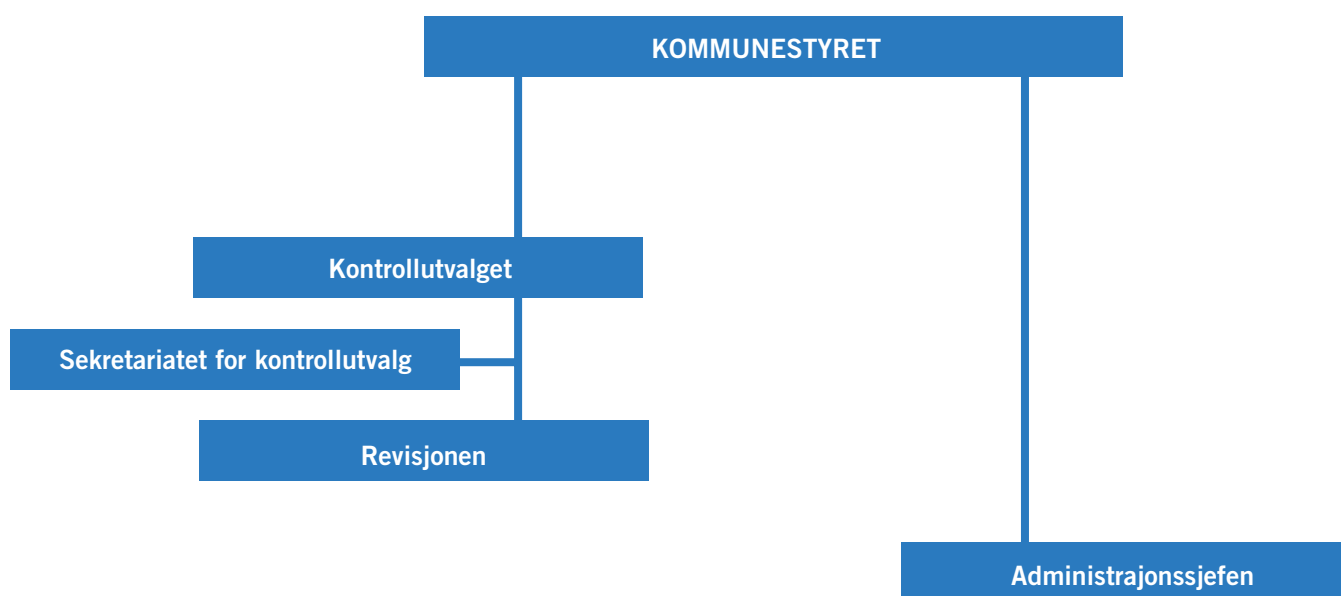 KOMMUNESTYRET
Kontrollutvalget
Sekretariatet for kontrollutvalg
Revisjonen
Administrajonssjefen